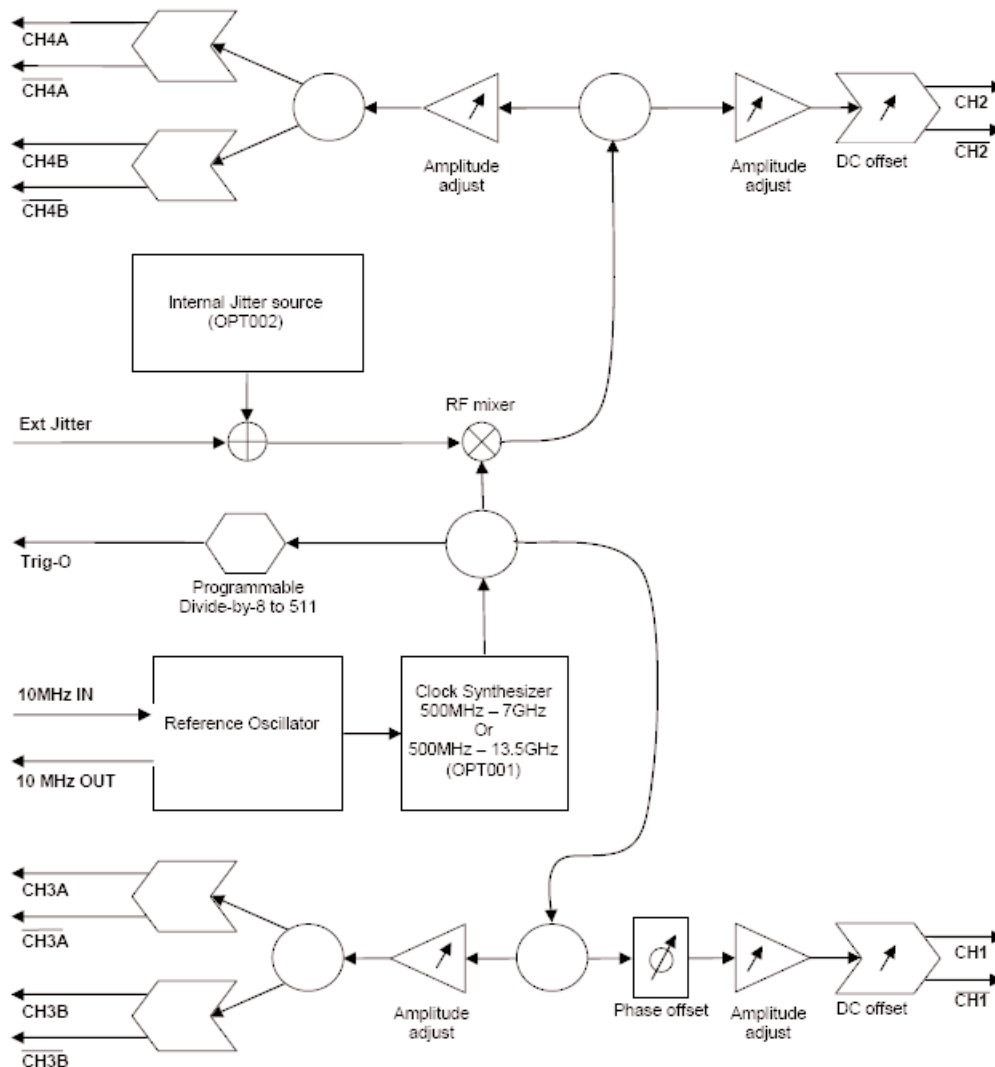 CH4A
CH4A
CH4B
CH4B
Amplitude
adjust
Amplitude
adjust
DC offset
CH2
CH2
Internal Jitter source
(OPT002)
Ext Jitter
RF mixer
Trig-O
Programmable
Divide-by-8 to 511
10MHz IN
10 MHz OUT
Reference Oscillator
Clock Synthesizer
500MHz – 7GHz
Or
500MHz – 13.5GHz
(OPT001)
CH3A
CH3A
CH3B
CH3B
Amplitude
adjust
Phase offset
Amplitude
adjust
DC offset
CH1
CH1